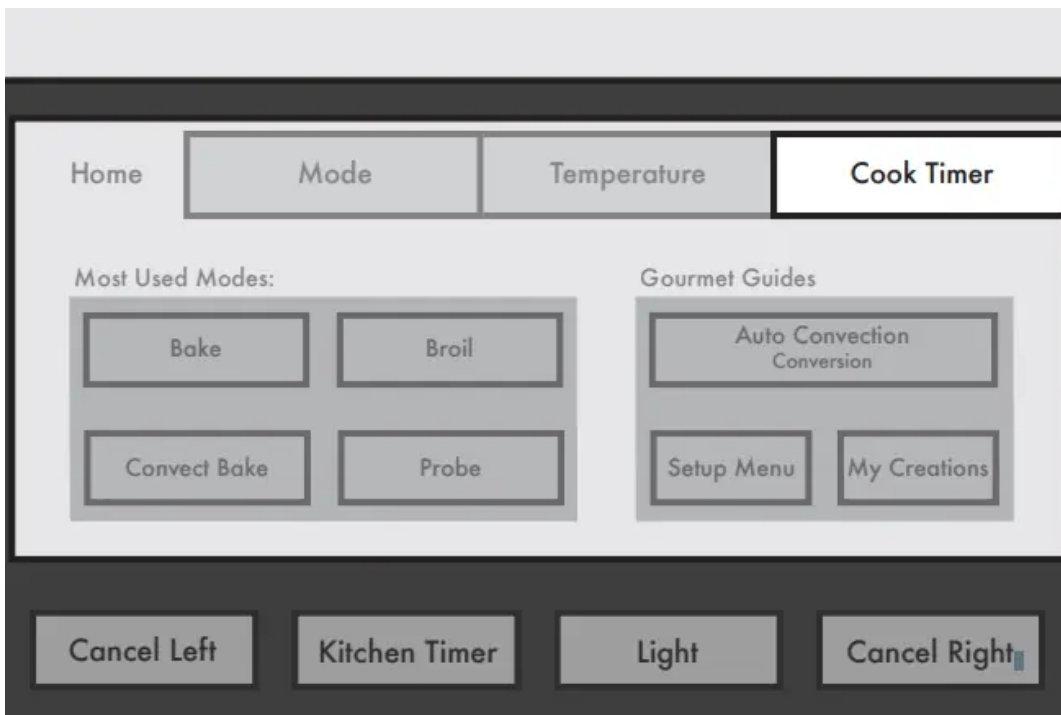 Home Mode Temperature Cook Timer
Most Used Modes:
Bake Broil
Convect Bake Probe
Gourmet Guides
Auto Convection
Conversion
Setup Menu My Creations
Cancel Left Kitchen Timer Light Cancel Right